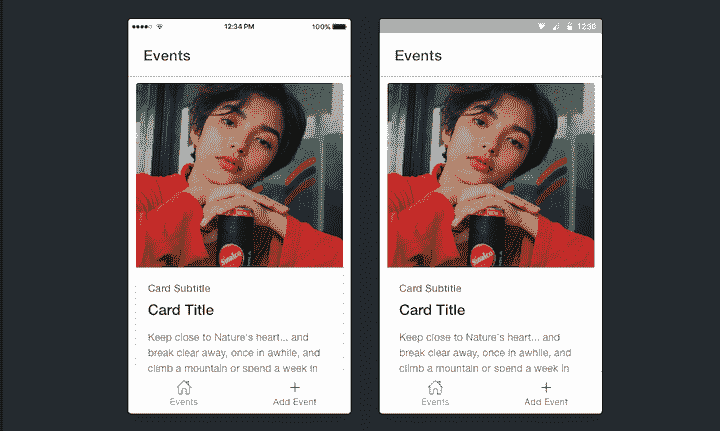 12:34 PM
100%
Events
Card Subtitle
Card Title
Keep close to Nature's heart... and
break clear away, once in awhile, and
climb a mountain or spend a week in
Events
Add Event
12:36
Events
Card Subtitle
Card Title
Keep close to Nature's heart... and
break clear away, once in awhile, and
climb a mountain or spend a week in
Events
Add Event